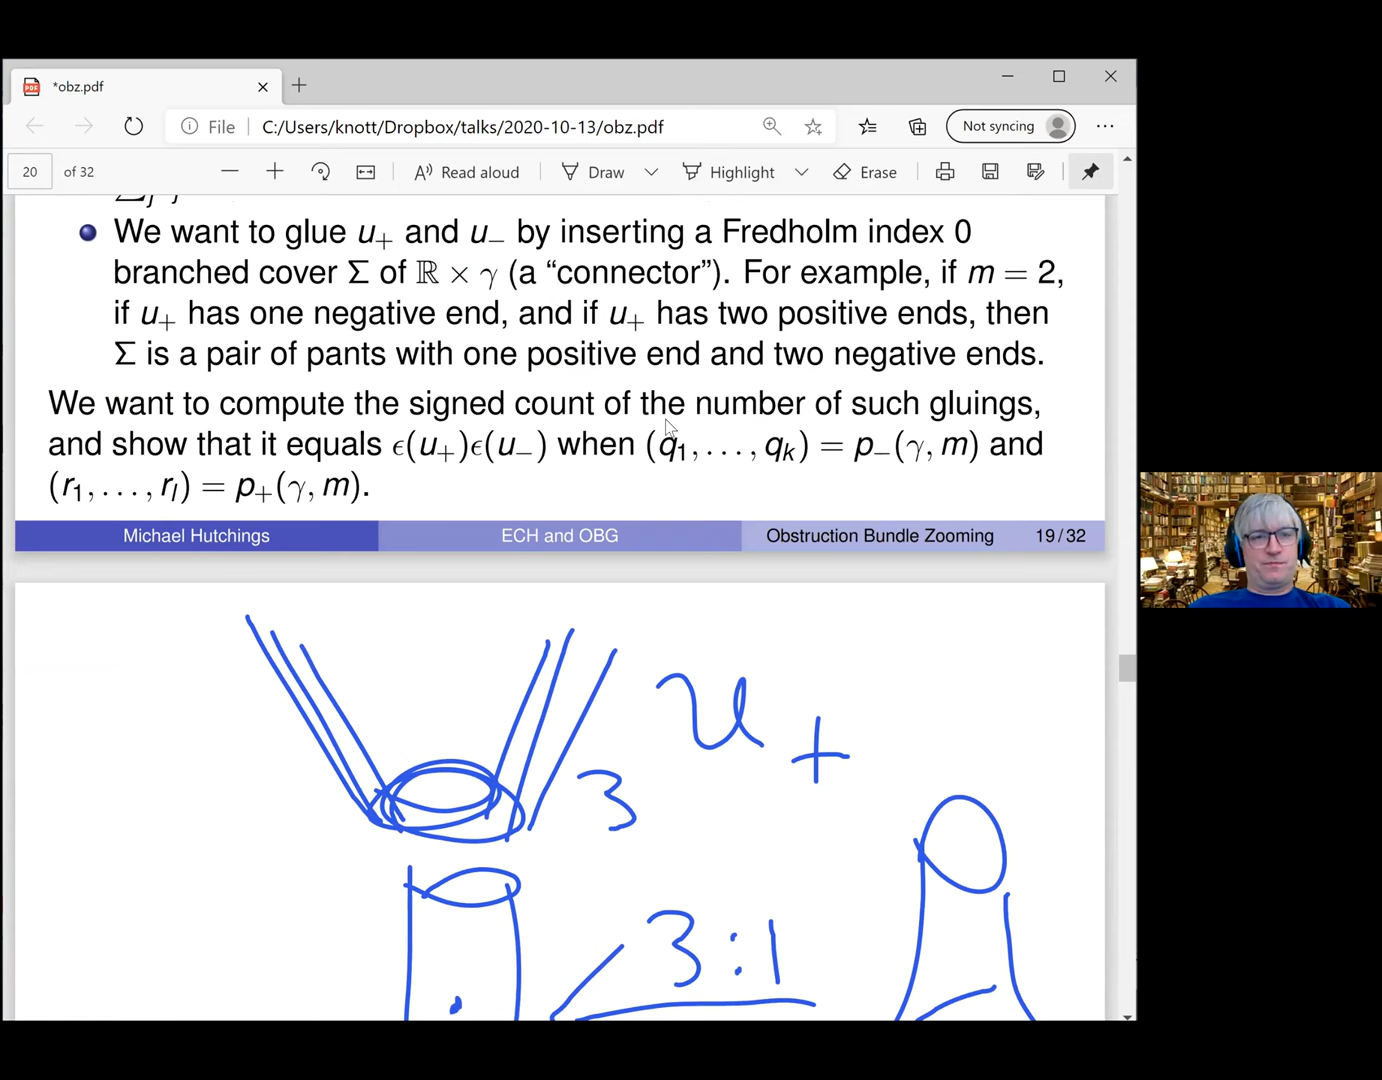 *obz.pdf
File C:/Users/knott/Dropbox/talks/2020-10-13/obz.pdf Not syncing
20 of 32 Read aloud Draw Highlight Erase
We want to glue u₊ and u₋ by inserting a Fredholm index 0
branched cover Σ of ℝ × γ (a “connector”). For example, if m = 2,
if u₊ has one negative end, and if u₊ has two positive ends, then
Σ is a pair of pants with one positive end and two negative ends.
We want to compute the signed count of the number of such gluings,
and show that it equals ϵ(u₊)ϵ(u₋) when (q₁, . . . , qₖ) = p₋(γ, m) and
(r₁, . . . , rₗ) = p₊(γ, m).
Michael Hutchings ECH and OBG Obstruction Bundle Zooming 19 / 32
u₊
3
3:1